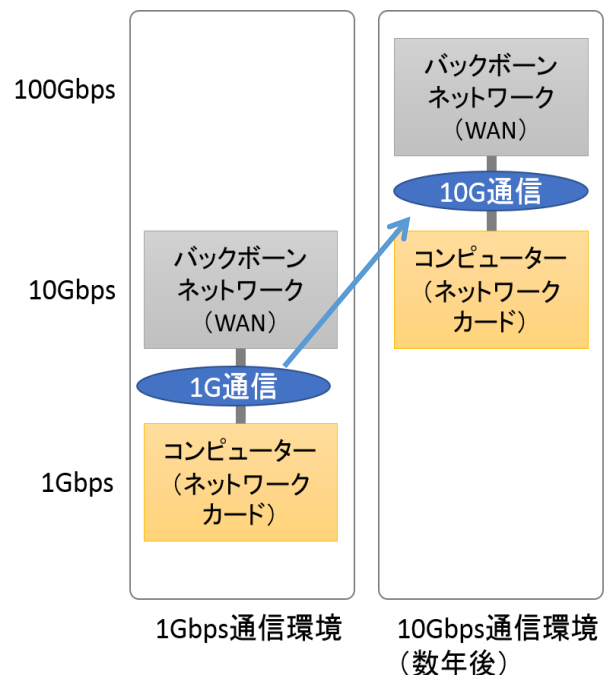 100Gbps
10Gbps
1Gbps
バックボーン
ネットワーク
（WAN）
1G通信
コンピューター
（ネットワーク
カード）
1Gbps通信環境
バックボーン
ネットワーク
（WAN）
10G通信
コンピューター
（ネットワーク
カード）
10Gbps通信環境
（数年後）